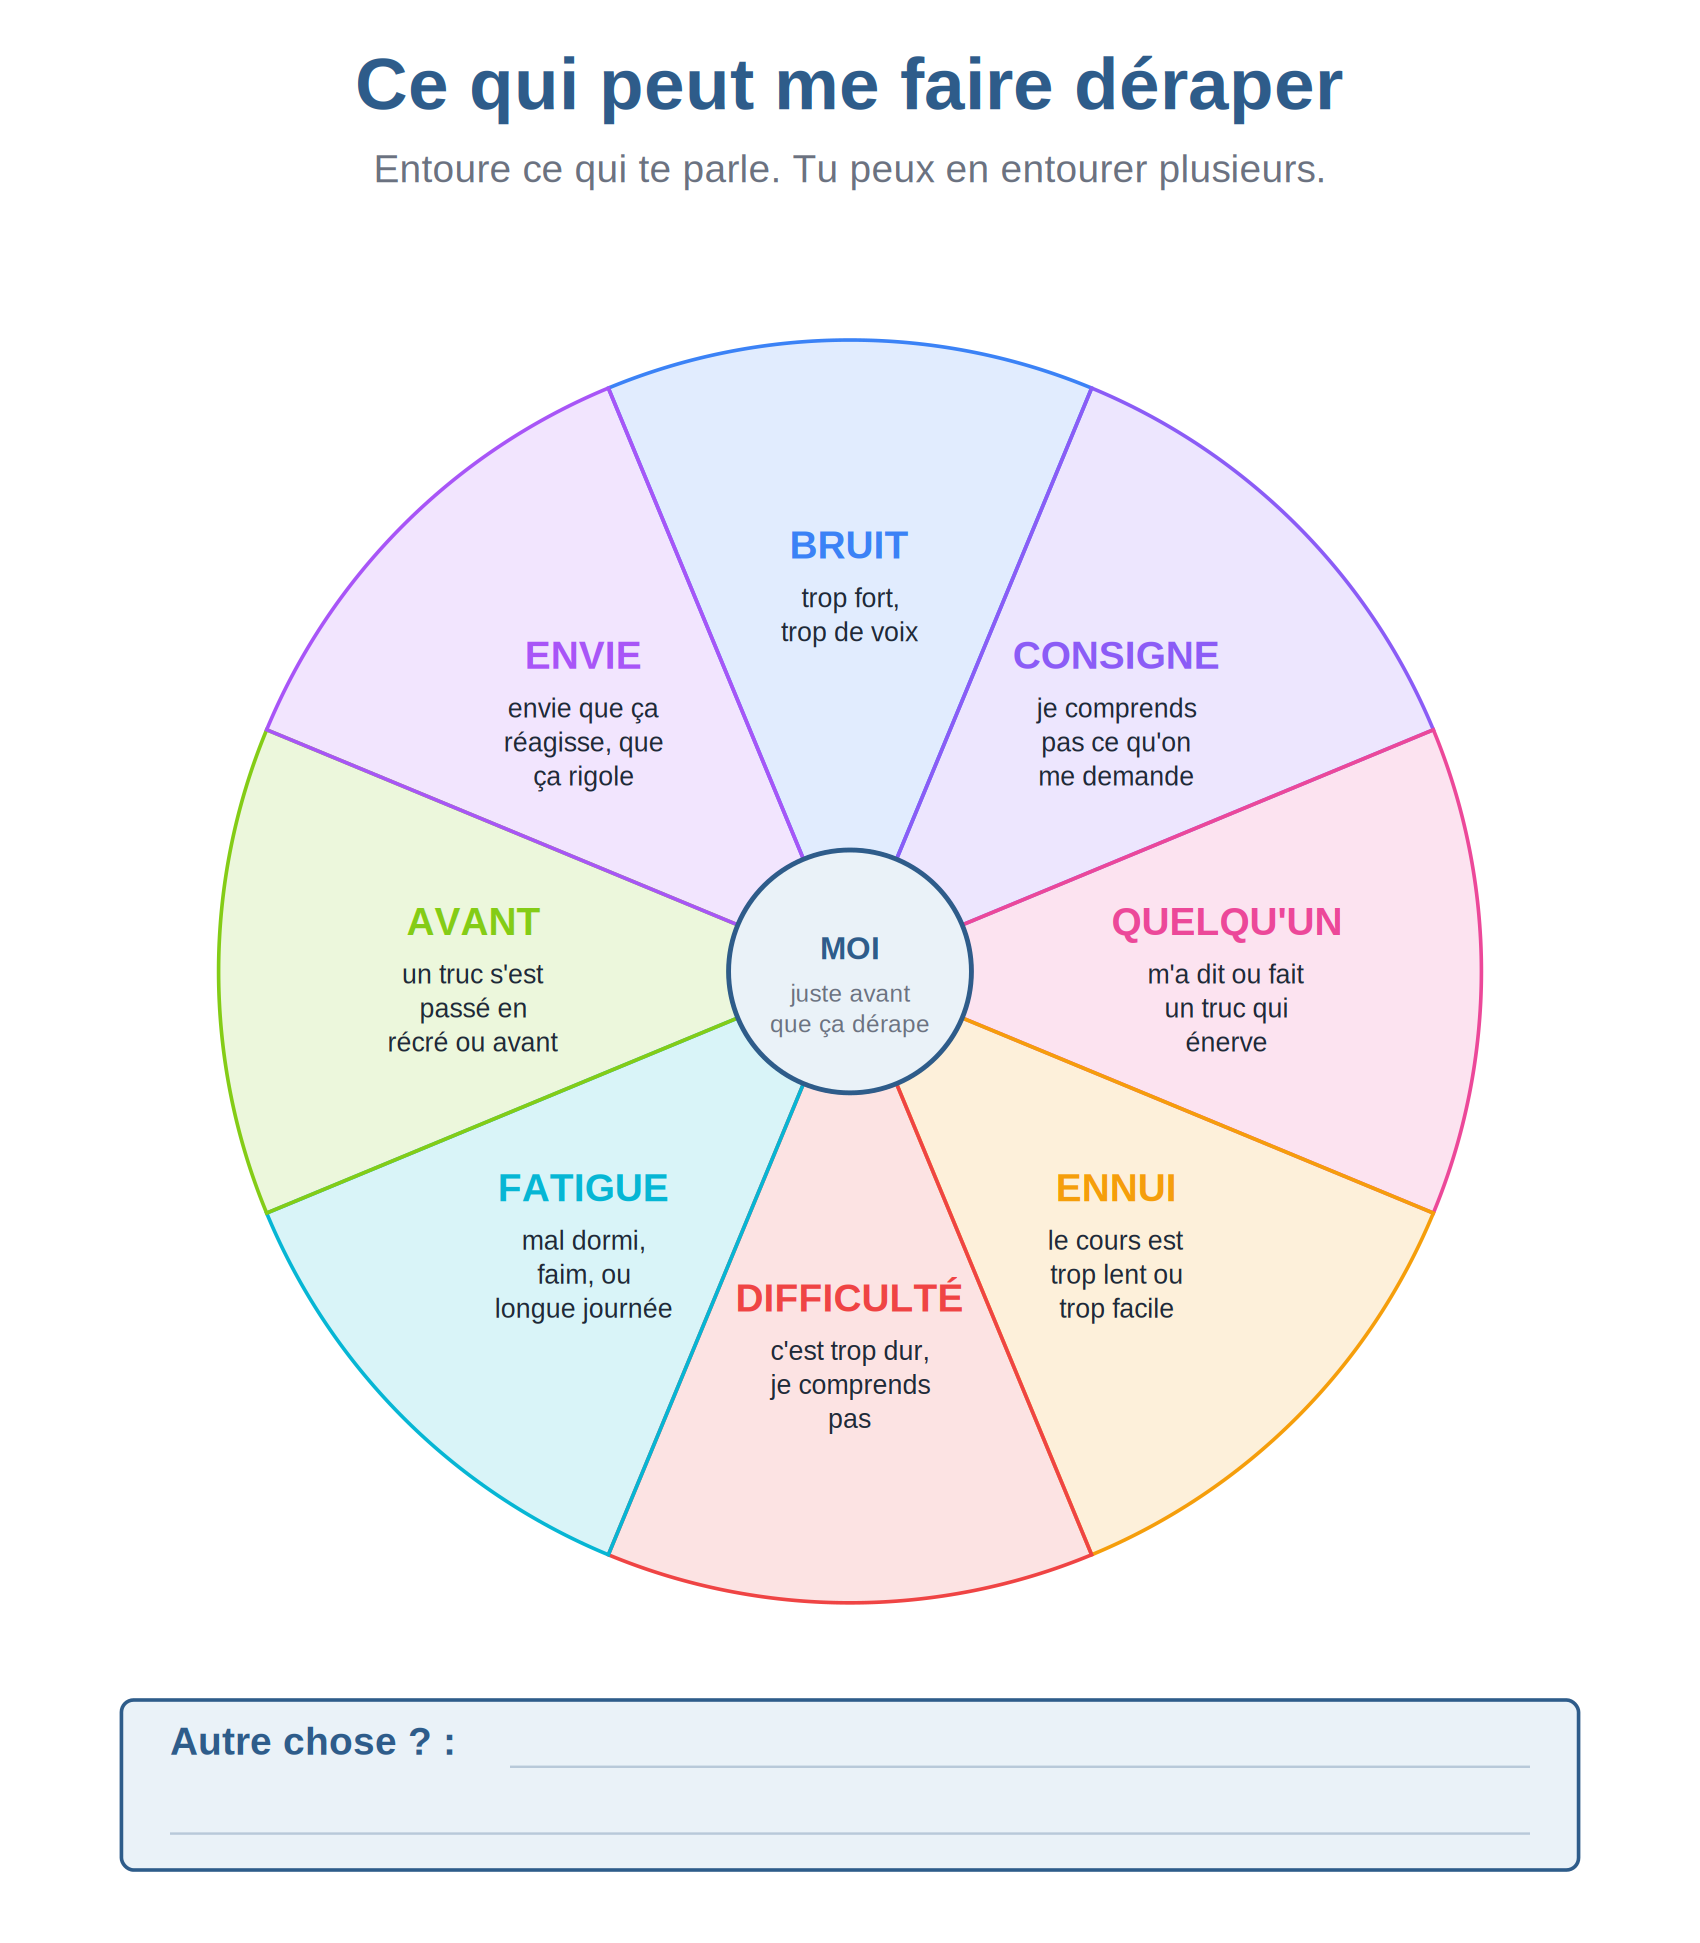 Ce qui peut me faire déraper
Entoure ce qui te parle. Tu peux en entourer plusieurs.
BRUIT
trop fort,
trop de voix
CONSIGNE
je comprends
pas ce qu'on
me demande
QUELQU'UN
m'a dit ou fait
un truc qui
énerve
ENNUI
le cours est
trop lent ou
trop facile
DIFFICULTÉ
c'est trop dur,
je comprends
pas
FATIGUE
mal dormi,
faim, ou
longue journée
AVANT
un truc s'est
passé en
récré ou avant
ENVIE
envie que ça
réagisse, que
ça rigole
MOI
juste avant
que ça dérape
Autre chose ? :